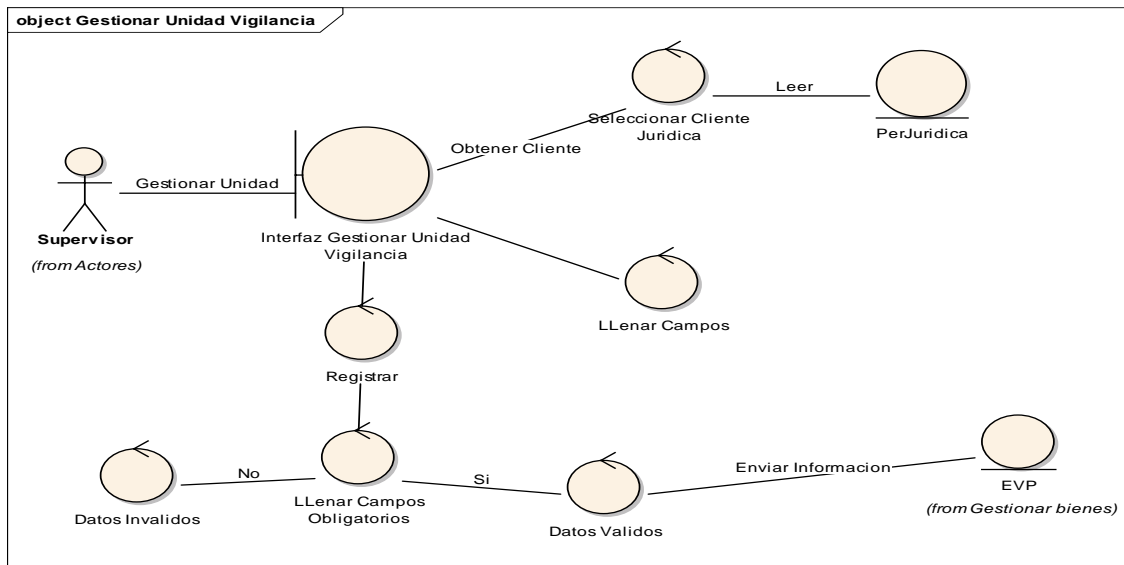 object Gestionar Unidad Vigilancia
Leer
Seleccionar Cliente
Juridica
PerJuridica
Obtener Cliente
Gestionar Unidad
Supervisor
(from Actores)
Interfaz Gestionar Unidad
Vigilancia
LLenar Campos
Registrar
No
Si
Enviar Informacion
Datos Invalidos
LLenar Campos
Obligatorios
Datos Validos
EVP
(from Gestionar bienes)